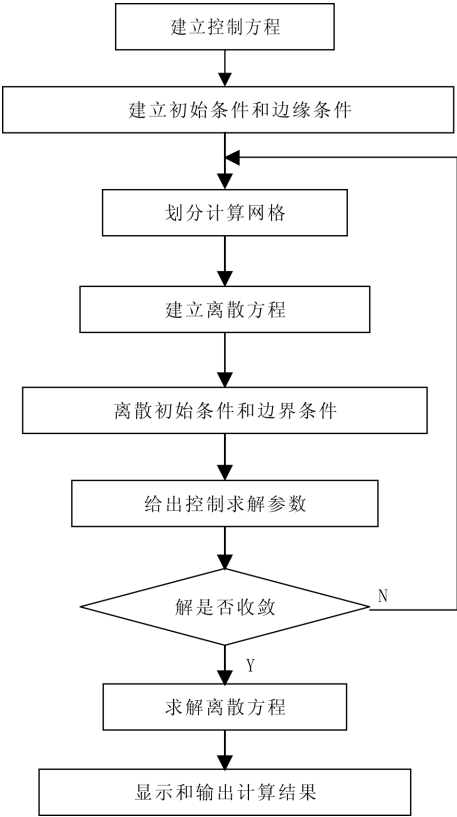 建立控制方程
建立初始条件和边缘条件
划分计算网格
建立离散方程
离散初始条件和边界条件
给出控制求解参数
解是否收敛
N
Y
求解离散方程
显示和输出计算结果